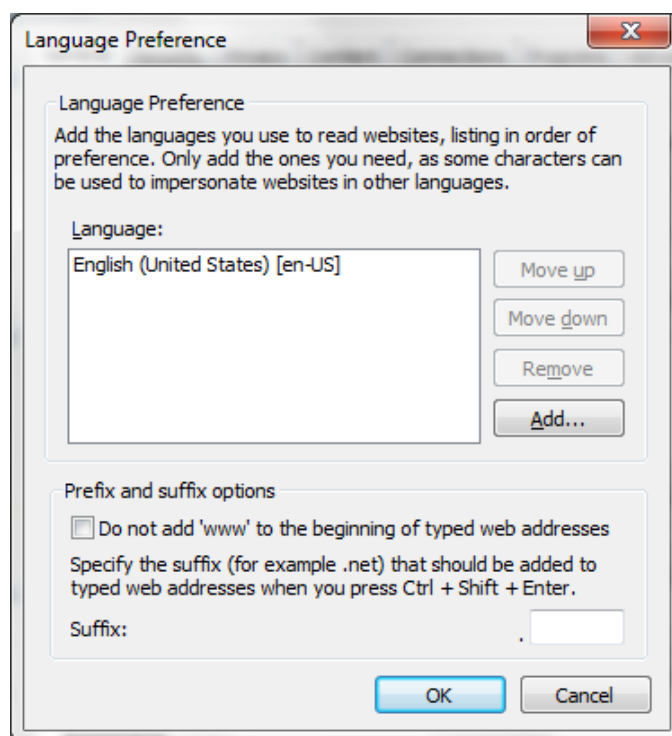 Language Preference
Language Preference
Add the languages you use to read websites, listing in order of
preference. Only add the ones you need, as some characters can
be used to impersonate websites in other languages.
Language:
English (United States) [en-US]
Move up
Move down
Remove
Add...
Prefix and suffix options
Do not add 'www' to the beginning of typed web addresses
Specify the suffix (for example .net) that should be added to
typed web addresses when you press Ctrl + Shift + Enter.
Suffix: .
OK Cancel